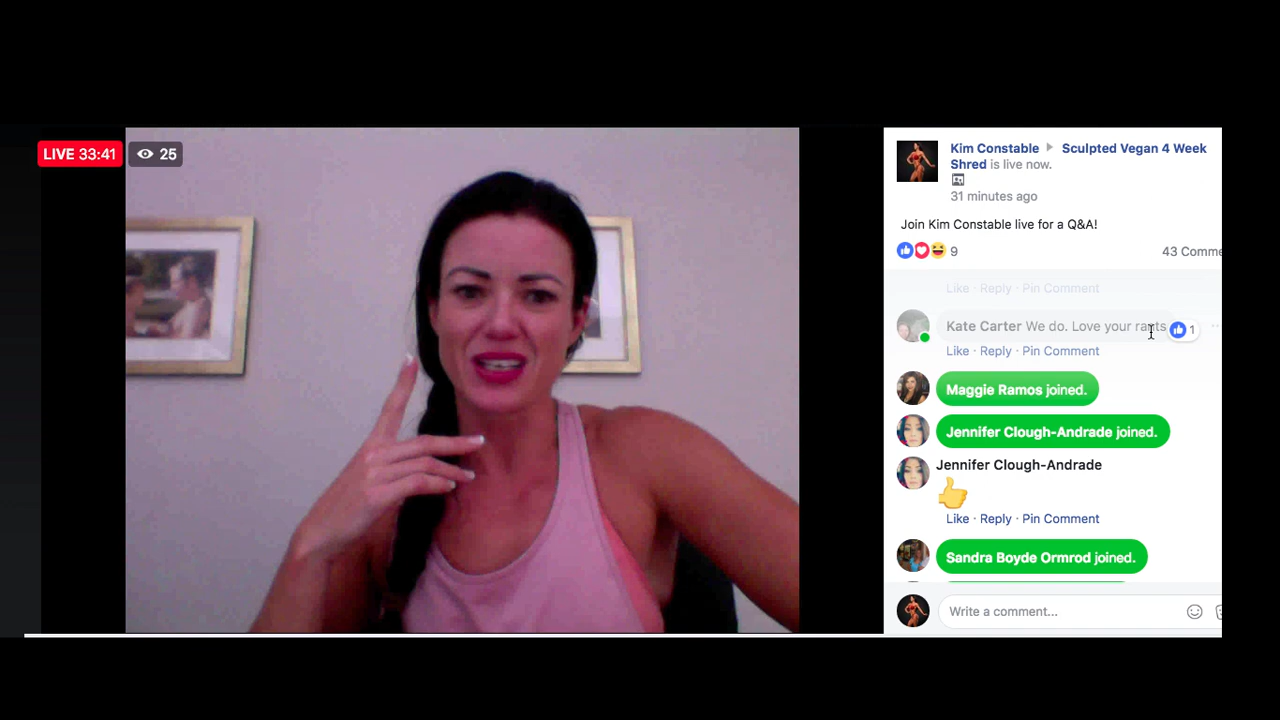 LIVE 33:41
25
Kim Constable Sculpted Vegan 4 Week
Shred is live now.
31 minutes ago
Join Kim Constable live for a Q&A!
9
43 Comme
Like · Reply · Pin Comment
Kate Carter We do. Love your rants
1
Like · Reply · Pin Comment
Maggie Ramos joined.
Jennifer Clough-Andrade joined.
Jennifer Clough-Andrade
Like · Reply · Pin Comment
Sandra Boyde Ormrod joined.
Write a comment...